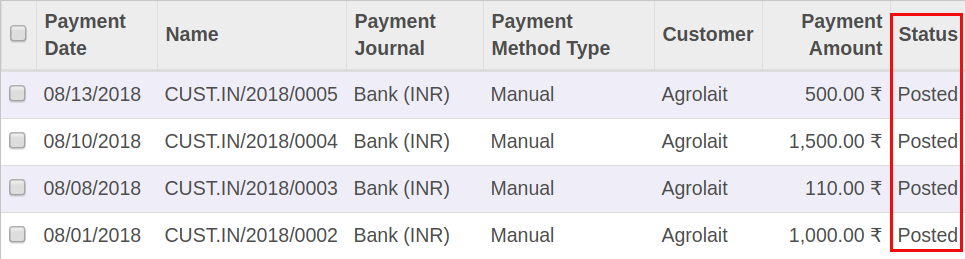 Payment Date Name Payment Journal Payment Method Type Customer Payment Amount Status
08/13/2018 CUST.IN/2018/0005 Bank (INR) Manual Agrolait 500.00 ₹ Posted
08/10/2018 CUST.IN/2018/0004 Bank (INR) Manual Agrolait 1,500.00 ₹ Posted
08/08/2018 CUST.IN/2018/0003 Bank (INR) Manual Agrolait 110.00 ₹ Posted
08/01/2018 CUST.IN/2018/0002 Bank (INR) Manual Agrolait 1,000.00 ₹ Posted